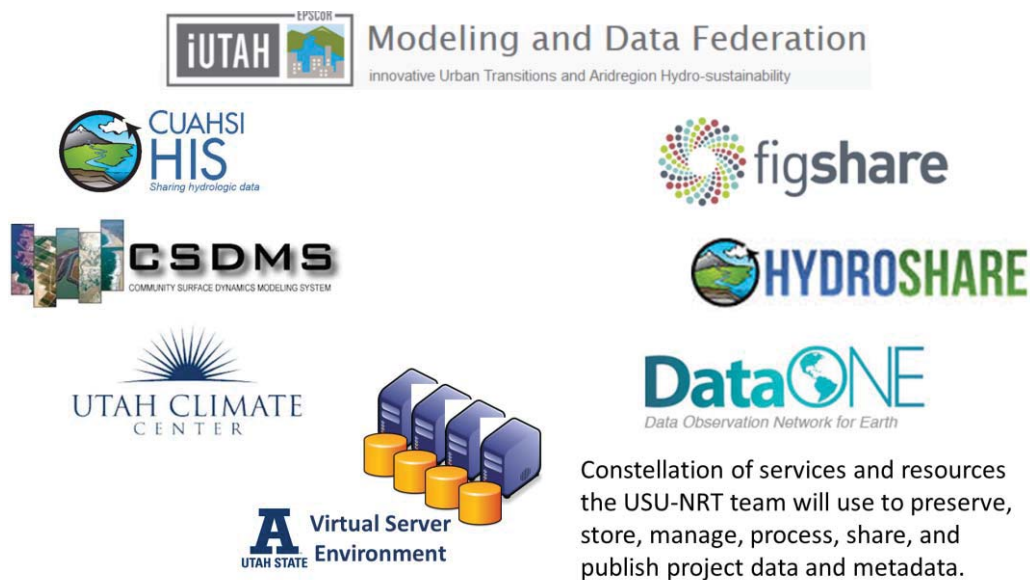 EPSCoR
iUTAH
Modeling and Data Federation
innovative Urban Transitions and Aridregion Hydro-sustainability
CUAHSI
HIS
Sharing hydrologic data
figshare
CSDMS
COMMUNITY SURFACE DYNAMICS MODELING SYSTEM
HYDROSHARE
UTAH CLIMATE
CENTER
DataONE
Data Observation Network for Earth
A
UTAH STATE
Virtual Server
Environment
Constellation of services and resources
the USU-NRT team will use to preserve,
store, manage, process, share, and
publish project data and metadata.